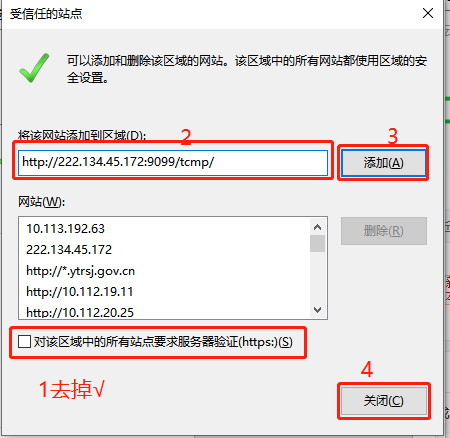 受信任的站点
可以添加和删除该区域的网站。该区域中的所有网站都使用区域的安
全设置。
将该网站添加到区域(D):
2
3
http://222.134.45.172:9099/tcmp/
添加(A)
网站(W):
10.113.192.63
222.134.45.172
http://*.ytrsj.gov.cn
http://10.112.19.11
http://10.112.20.25
删除(R)
对该区域中的所有站点要求服务器验证(https:)(S)
1去掉√
4
关闭(C)